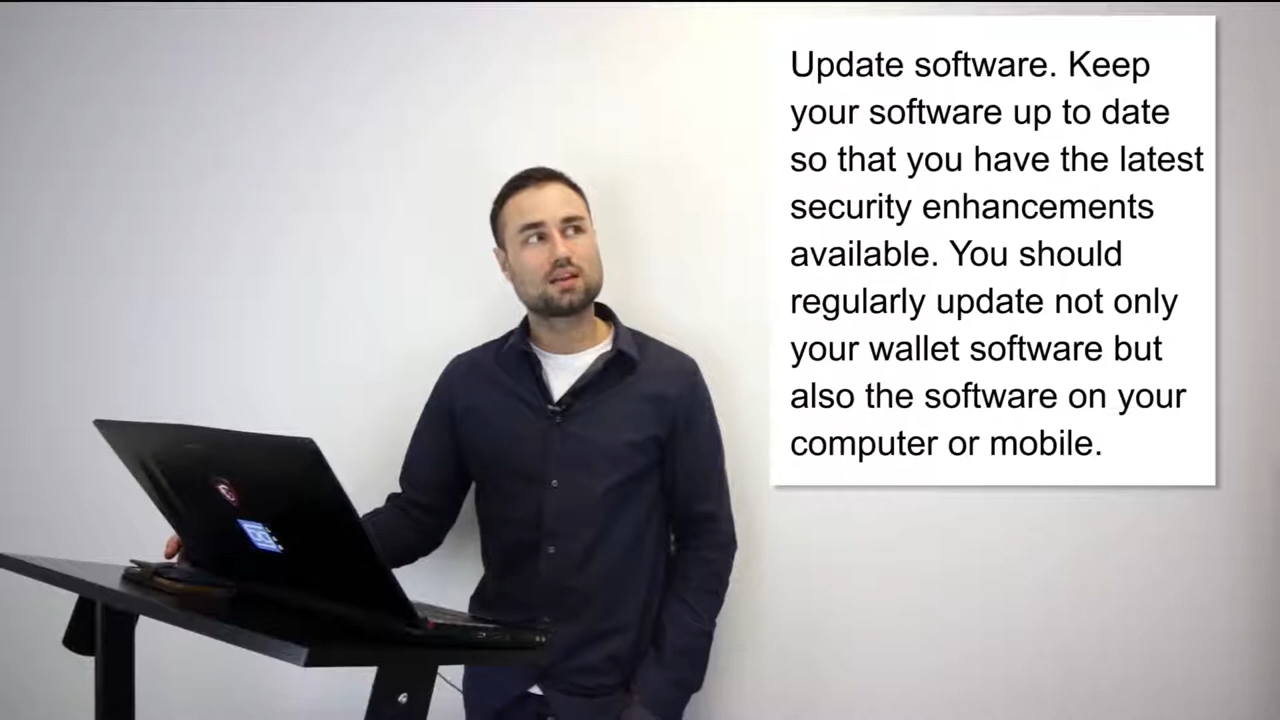 Update software. Keep
your software up to date
so that you have the latest
security enhancements
available. You should
regularly update not only
your wallet software but
also the software on your
computer or mobile.